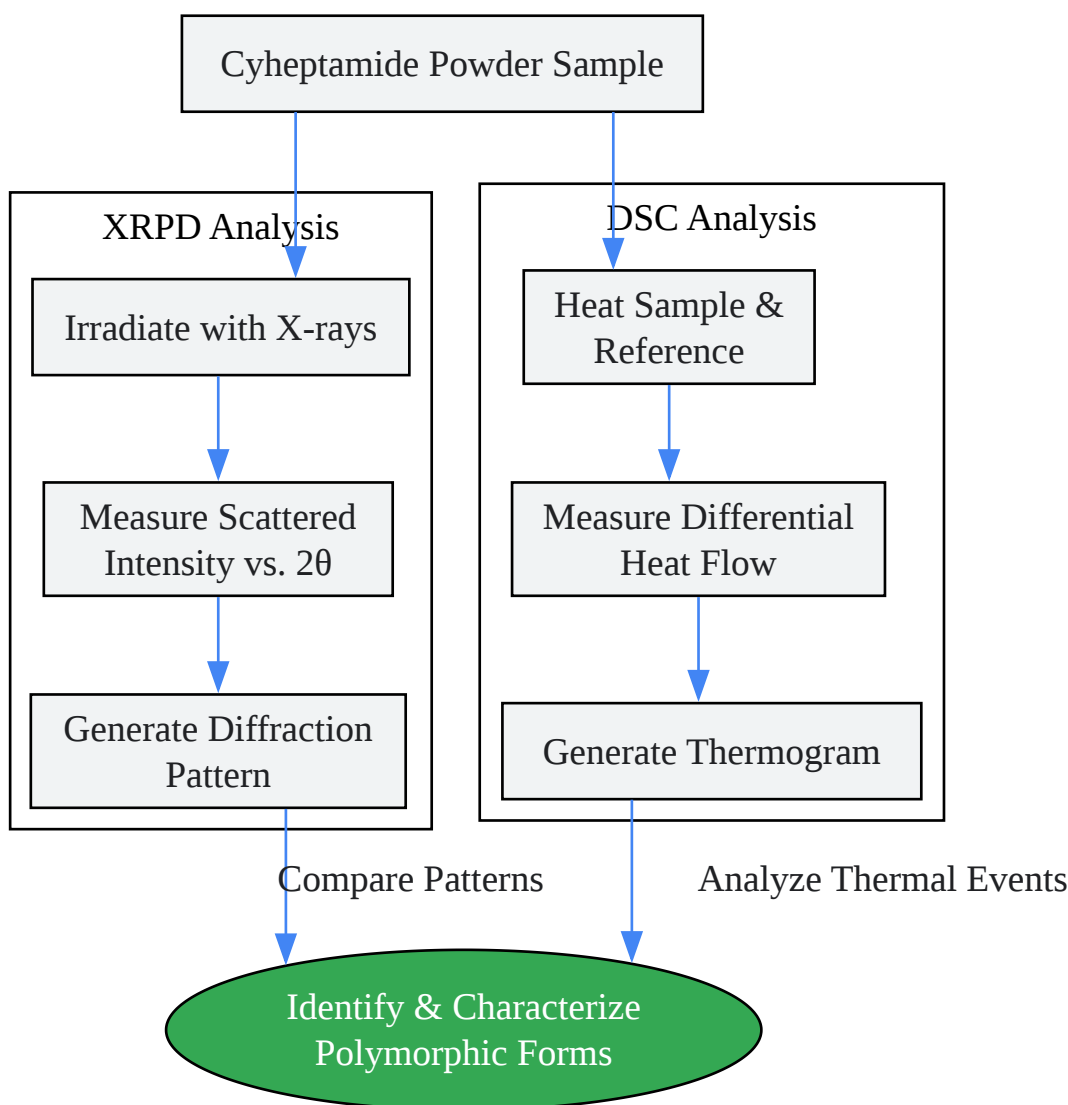 Cyheptamide Powder Sample
XRPD Analysis
Irradiate with X-rays
Measure Scattered
Intensity vs. 2θ
Generate Diffraction
Pattern
Compare Patterns
DSC Analysis
Heat Sample &
Reference
Measure Differential
Heat Flow
Generate Thermogram
Analyze Thermal Events
Identify & Characterize
Polymorphic Forms